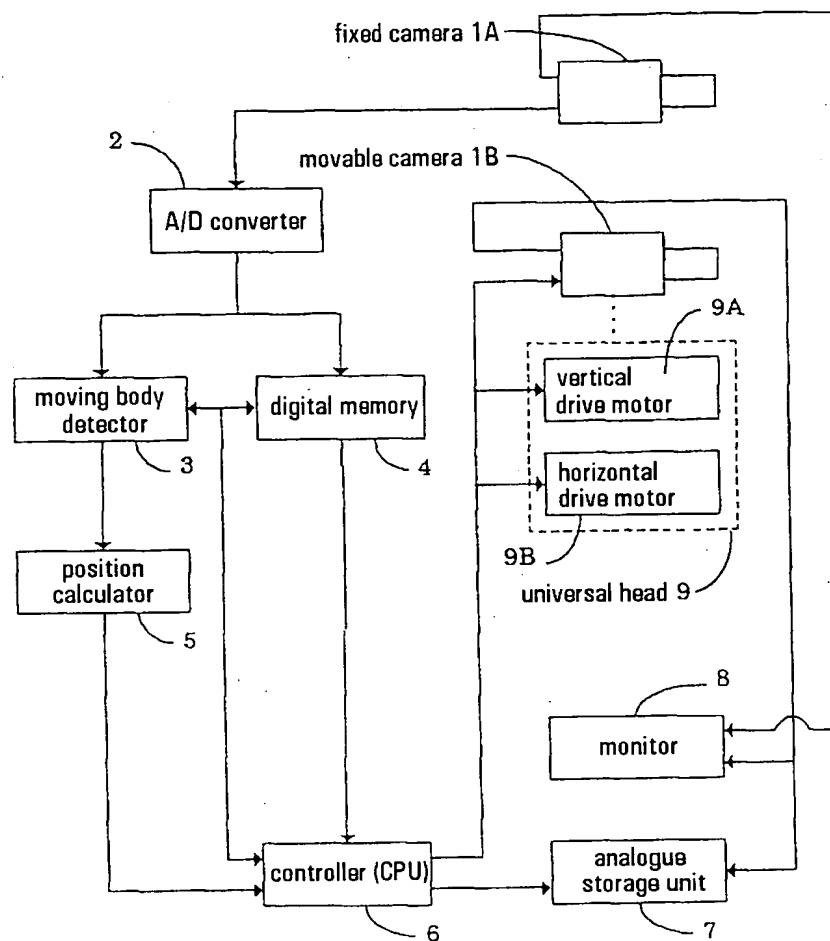 fixed camera 1A
2
movable camera 1B
A/D converter
9A
vertical
drive motor
moving body
detector
digital memory
3
4
horizontal
drive motor
9B
universal head 9
position
calculator
5
8
monitor
controller (CPU)
analogue
storage unit
6
7